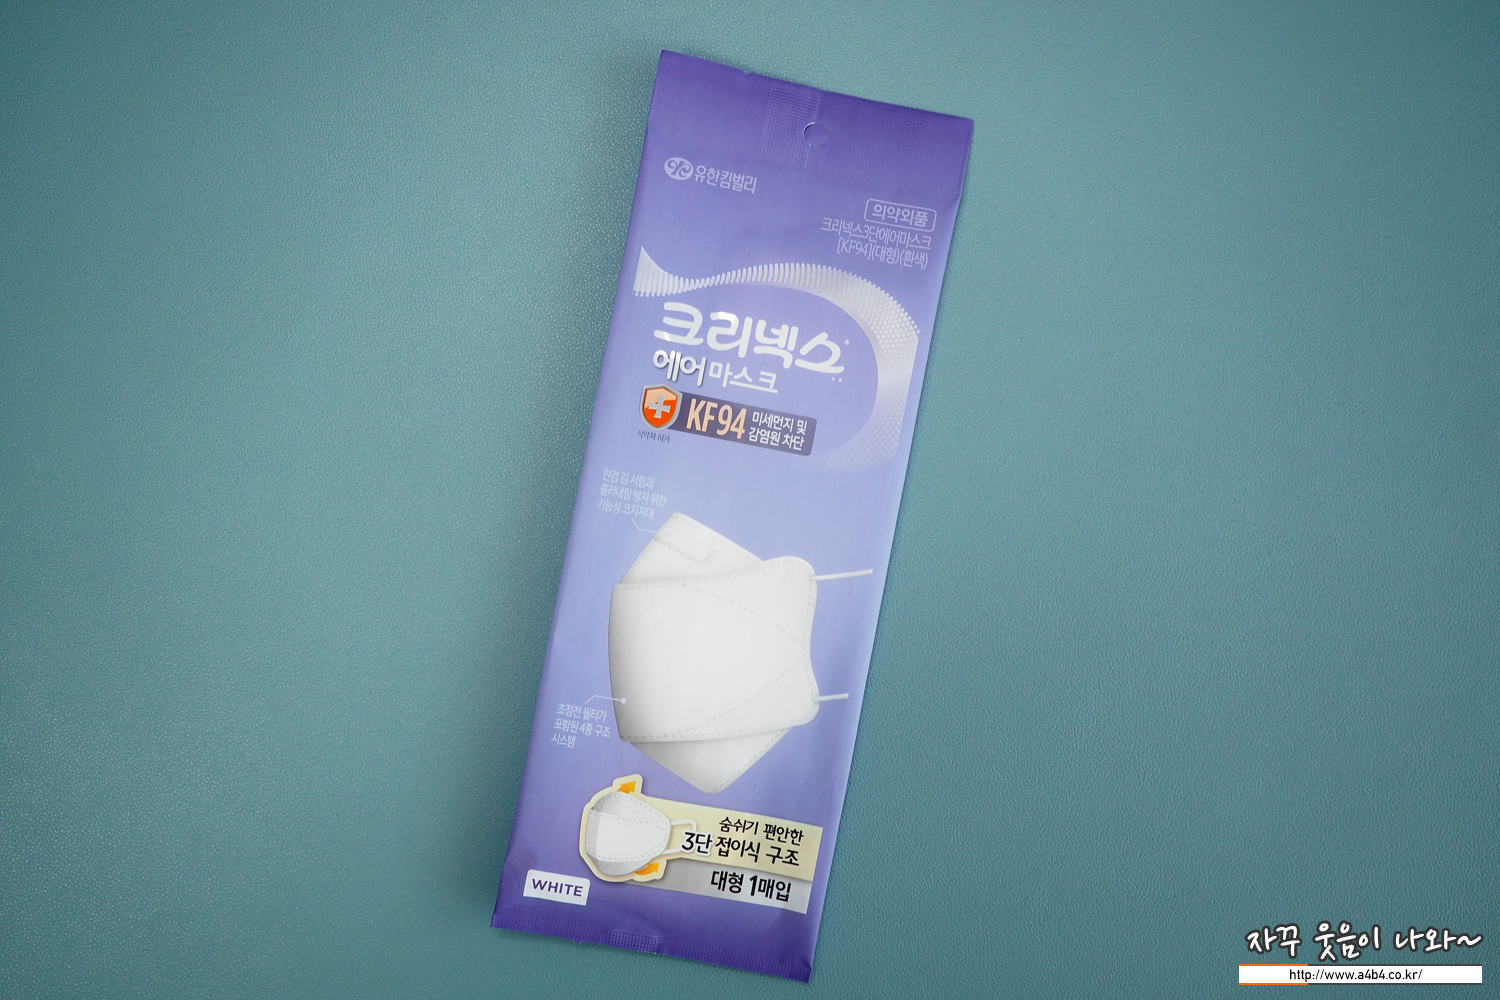 유한킴벌리
의약외품
크리넥스3단에어마스크
[KF94](대형)(흰색)
크리넥스
에어마스크
KF94
미세먼지 및
감염원 차단
식약처 허가
안경 김 서림과
흘러내림 방지 위한
기능성 코지지대
초정전 필터가
포함된 4중 구조
시스템
숨쉬기 편안한
3단 접이식 구조
대형 1매입
WHITE
자꾸 웃음이 나와~
http://www.a4b4.co.kr/